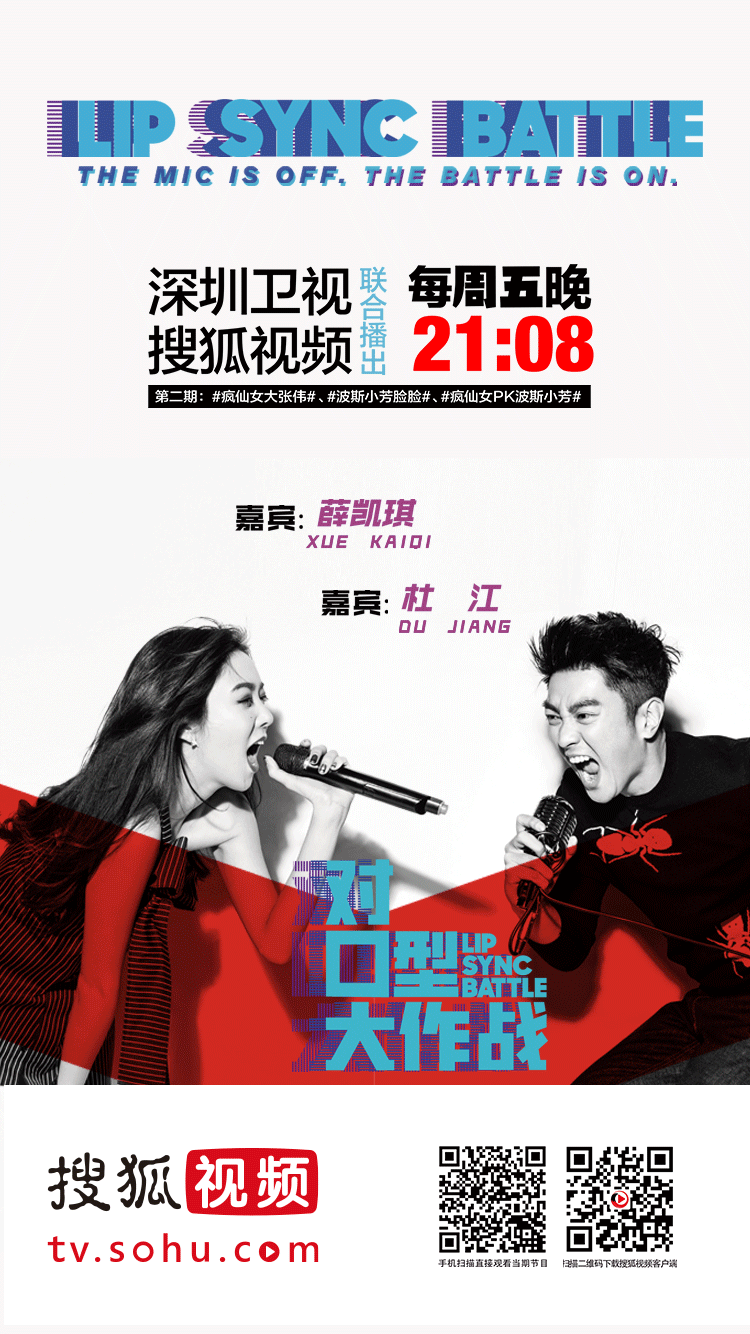 LIP SYNC BATTLE
THE MIC IS OFF. THE BATTLE IS ON.
深圳卫视
搜狐视频
联合播出
每周五晚
21:08
第二期：#疯仙女大张伟#、#波斯小芳脸脸#、#疯仙女PK波斯小芳#
嘉宾: 薛凯琪
XUE KAIQI
嘉宾: 杜 江
DU JIANG
对
口型
LIP
SYNC
BATTLE
大作战
搜狐视频
tv.sohu.com
手机扫描直接观看当期节目
扫描二维码下载搜狐视频客户端